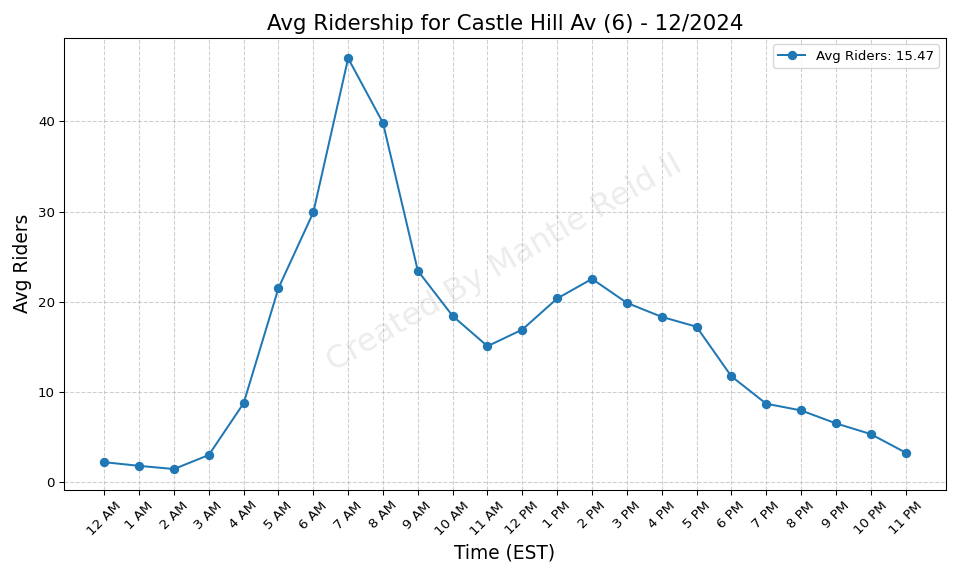 Avg Ridership for Castle Hill Av (6) - 12/2024
Avg Riders: 15.47
Avg Riders
40
30
20
10
0
Created By Mantle Reid II
12 AM
1 AM
2 AM
3 AM
4 AM
5 AM
6 AM
7 AM
8 AM
9 AM
10 AM
11 AM
12 PM
1 PM
2 PM
3 PM
4 PM
5 PM
6 PM
7 PM
8 PM
9 PM
10 PM
11 PM
Time (EST)